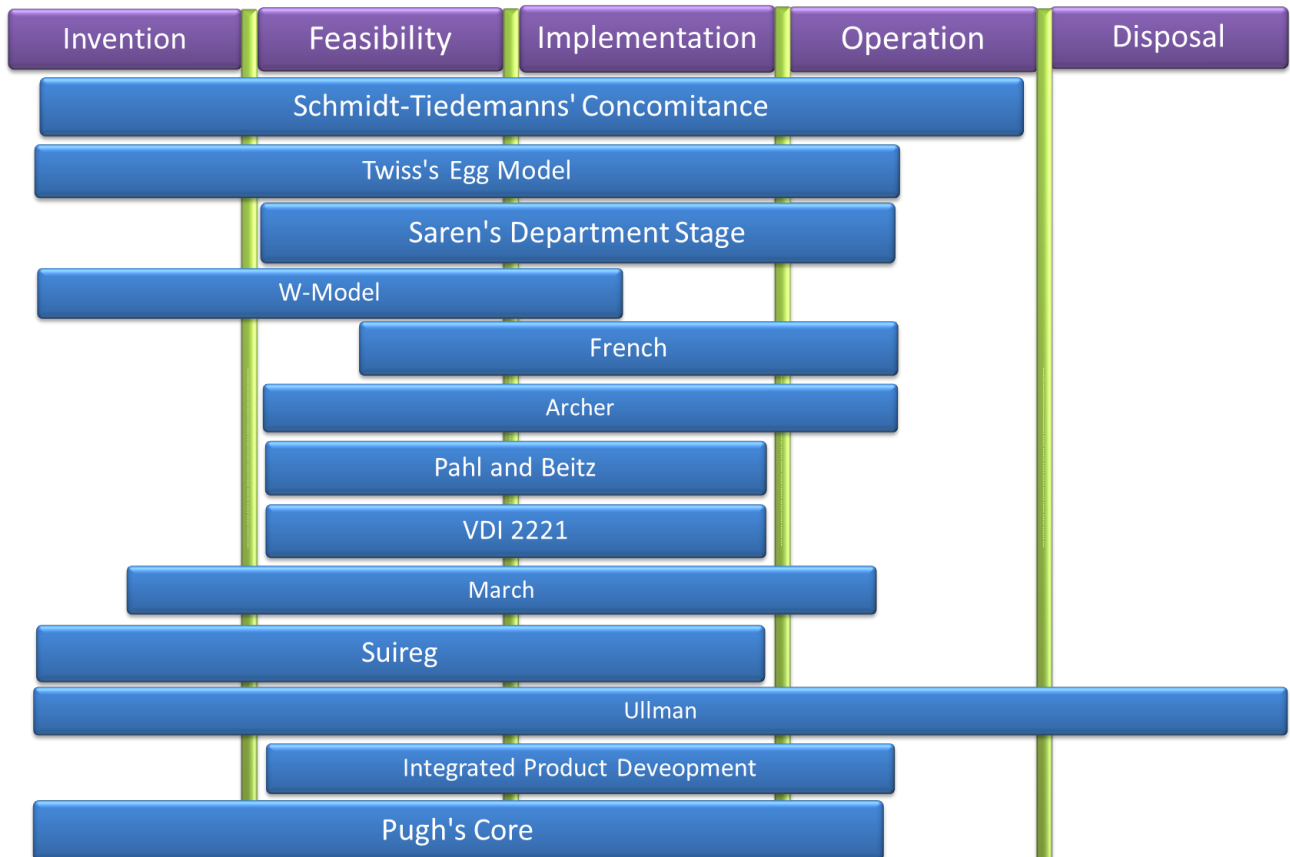 Invention
Feasibility
Implementation
Operation
Disposal
Schmidt-Tiedemanns' Concomitance
Twiss's Egg Model
Saren's Department Stage
W-Model
French
Archer
Pahl and Beitz
VDI 2221
March
Suireg
Ullman
Integrated Product Deveopment
Pugh's Core